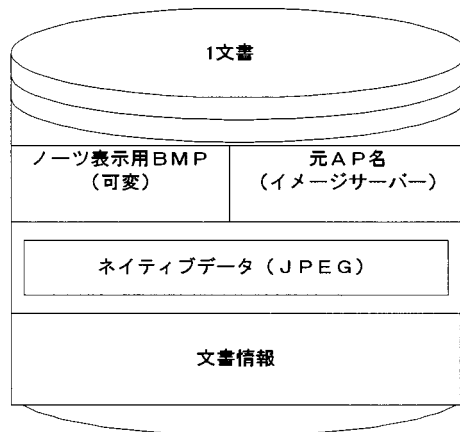 1文書
ノーツ表示用BMP
(可変)
元AP名
(イメージサーバー)
ネイティブデータ(JPEG)
文書情報